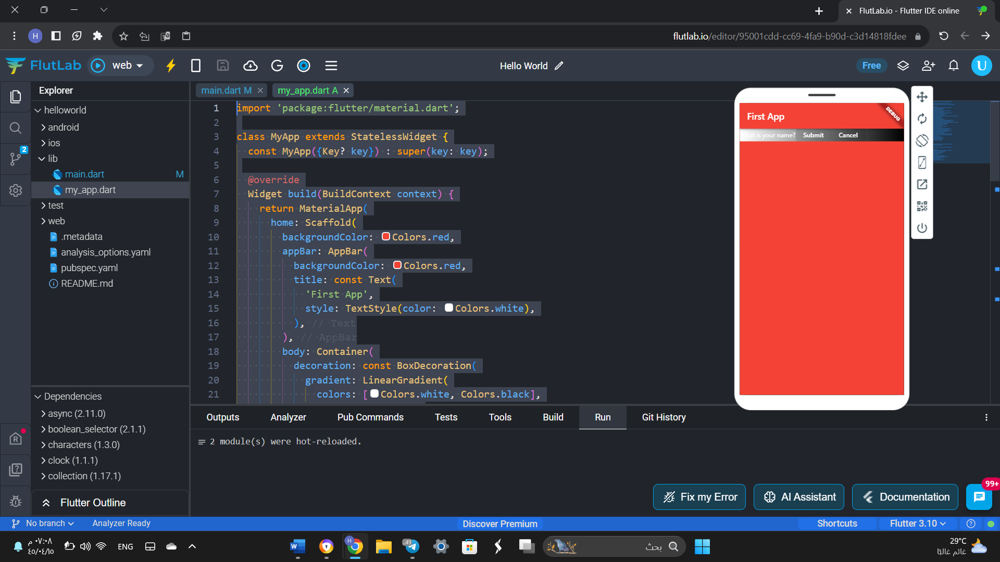 FlutLab.io - Flutter IDE online
H
flutlab.io/editor/95001cdd-cc69-4fa9-b90d-c3d14818fdee
FlutLab
web
Hello World
Free
U
Explorer
helloworld
android
ios
lib
main.dart M
my_app.dart
test
web
.metadata
analysis_options.yaml
pubspec.yaml
README.md
2
Dependencies
async (2.11.0)
boolean_selector (2.1.1)
characters (1.3.0)
clock (1.1.1)
collection (1.17.1)
Flutter Outline
main.dart M
my_app.dart A
1 import 'package:flutter/material.dart';
2
3 class MyApp extends StatelessWidget {
4 const MyApp({Key? key}) : super(key: key);
5
6 @override
7 Widget build(BuildContext context) {
8 return MaterialApp(
9 home: Scaffold(
10 backgroundColor: Colors.red,
11 appBar: AppBar(
12 backgroundColor: Colors.red,
13 title: const Text(
14 'First App',
15 style: TextStyle(color: Colors.white),
16 ), // Text
17 ), // AppBar
18 body: Container(
19 decoration: const BoxDecoration(
20 gradient: LinearGradient(
21 colors: [Colors.white, Colors.black],
First App
DEBUG
is your name? Submit Cancel
Outputs Analyzer Pub Commands Tests Tools Build Run Git History
2 module(s) were hot-reloaded.
Fix my Error
AI Assistant
Documentation
99+
No branch
Analyzer Ready
Discover Premium
Shortcuts
Flutter 3.10
٠٧:٠٨ م
٤٥/٠٤/١٥
ENG
W
H
49
بحث
29°C
غائم غالبًا